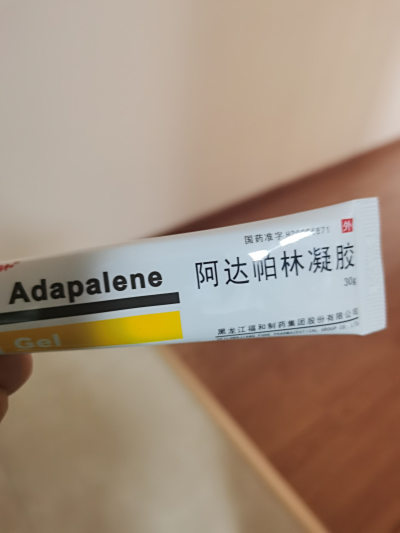 国药准字
外
Adapalene
阿达帕林凝胶
30g
Gel
黑龙江福和制药集团股份有限公司